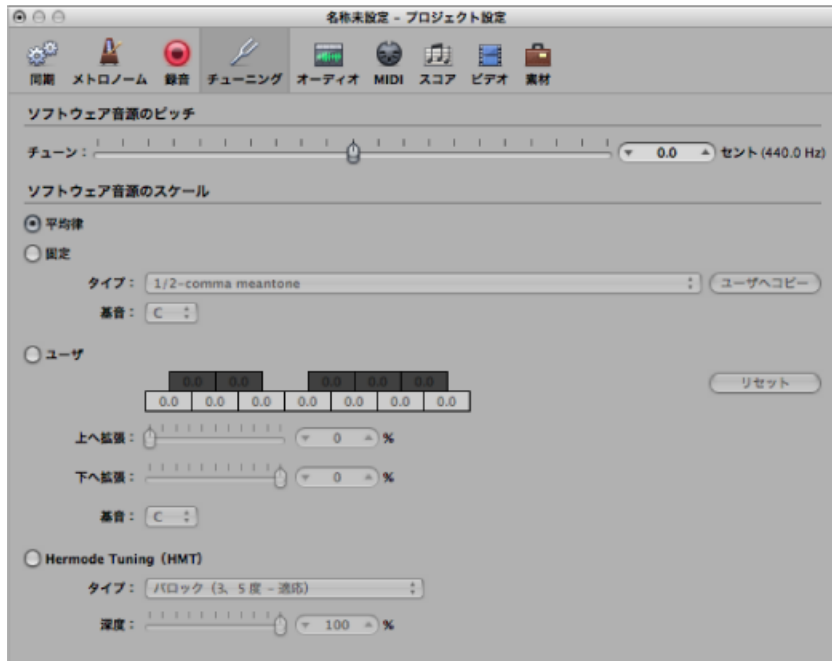 名称未設定 – プロジェクト設定
同期 メトロノーム 録音 チューニング オーディオ MIDI スコア ビデオ 素材
ソフトウェア音源のピッチ
チューン： 0.0 セント (440.0 Hz)
ソフトウェア音源のスケール
平均律
固定
タイプ： 1/2-comma meantone ユーザへコピー
基音： C
ユーザ
0.0 0.0 0.0 0.0 0.0
リセット
0.0 0.0 0.0 0.0 0.0 0.0 0.0
上へ拡張： 0 %
下へ拡張： 0 %
基音： C
Hermode Tuning（HMT）
タイプ： バロック（3、5 度 – 適応）
深度： 100 %